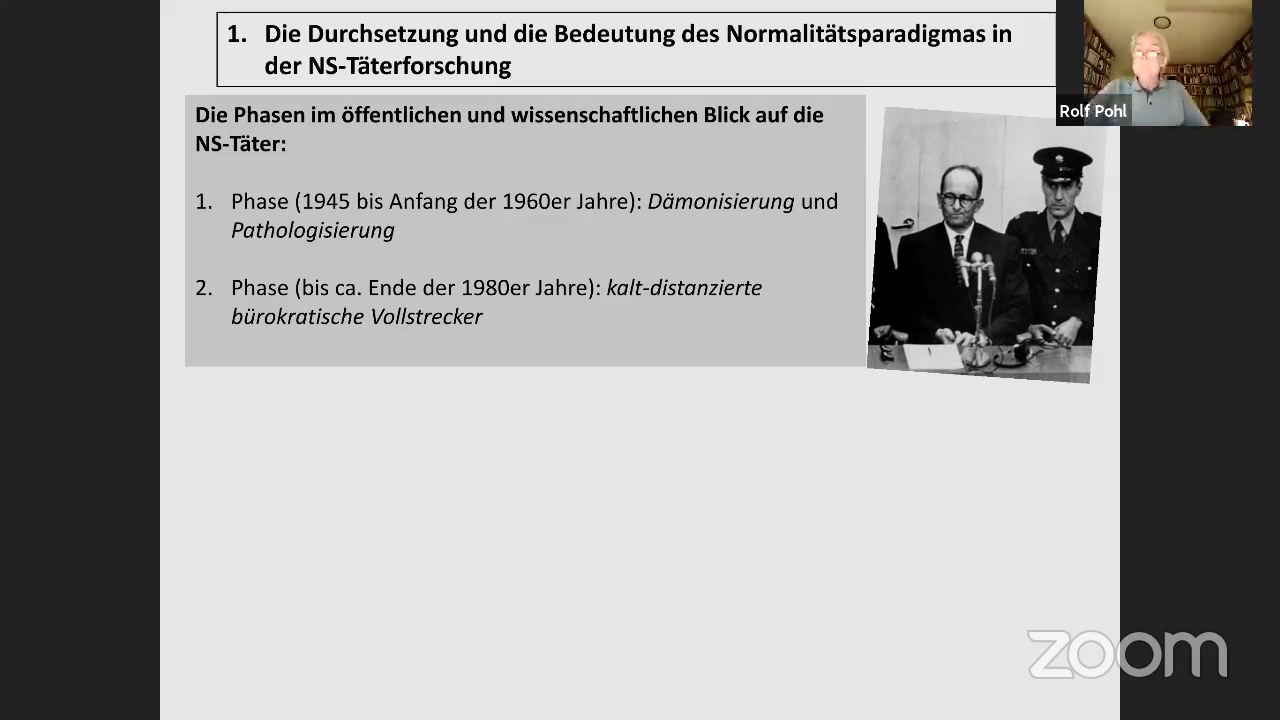 1. Die Durchsetzung und die Bedeutung des Normalitätsparadigmas in
der NS-Täterforschung
Rolf Pohl
Die Phasen im öffentlichen und wissenschaftlichen Blick auf die
NS-Täter:
1. Phase (1945 bis Anfang der 1960er Jahre): Dämonisierung und
Pathologisierung
2. Phase (bis ca. Ende der 1980er Jahre): kalt-distanzierte
bürokratische Vollstrecker
zoom